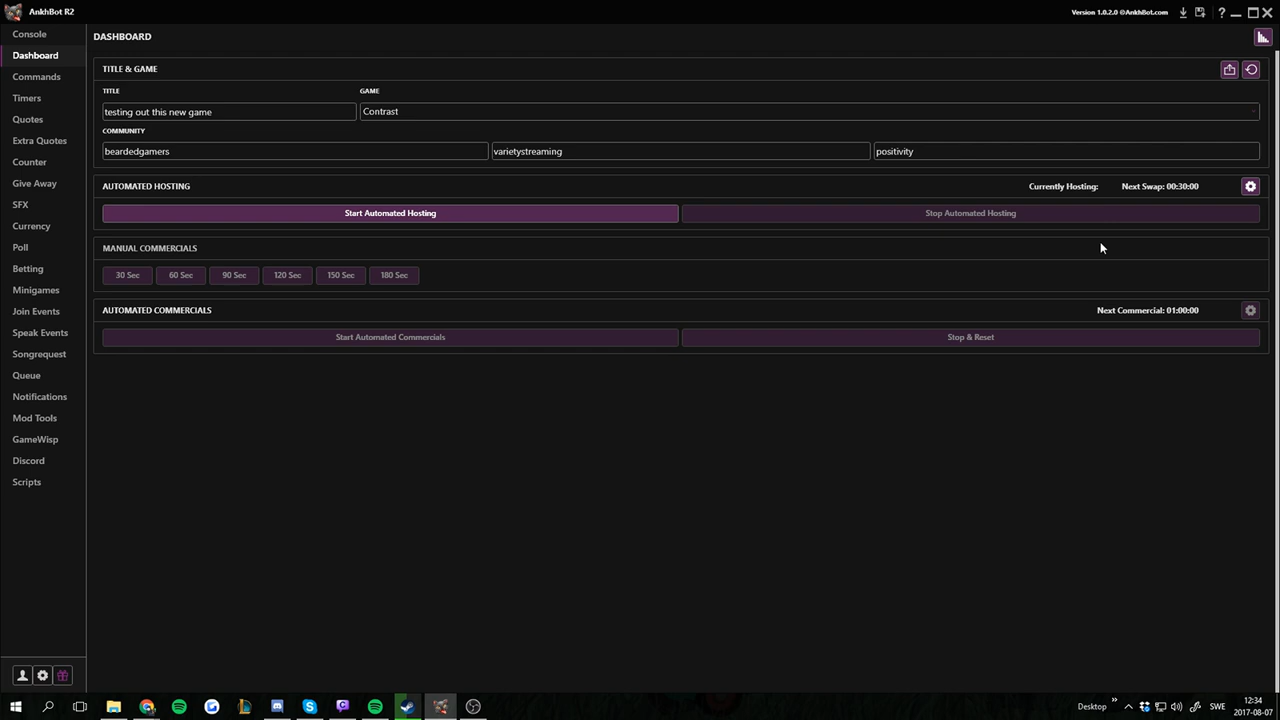 AnkhBot R2
Version 1.0.2.0 @AnkhBot.com
Console
Dashboard
Commands
Timers
Quotes
Extra Quotes
Counter
Give Away
SFX
Currency
Poll
Betting
Minigames
Join Events
Speak Events
Songrequest
Queue
Notifications
Mod Tools
GameWisp
Discord
Scripts
DASHBOARD
TITLE & GAME
TITLE GAME
testing out this new game Contrast
COMMUNITY
beardedgamers varietystreaming positivity
AUTOMATED HOSTING Currently Hosting: Next Swap: 00:30:00
Start Automated Hosting Stop Automated Hosting
MANUAL COMMERCIALS
30 Sec 60 Sec 90 Sec 120 Sec 150 Sec 180 Sec
AUTOMATED COMMERCIALS Next Commercial: 01:00:00
Start Automated Commercials Stop & Reset
Desktop SWE 12:34
2017-08-07